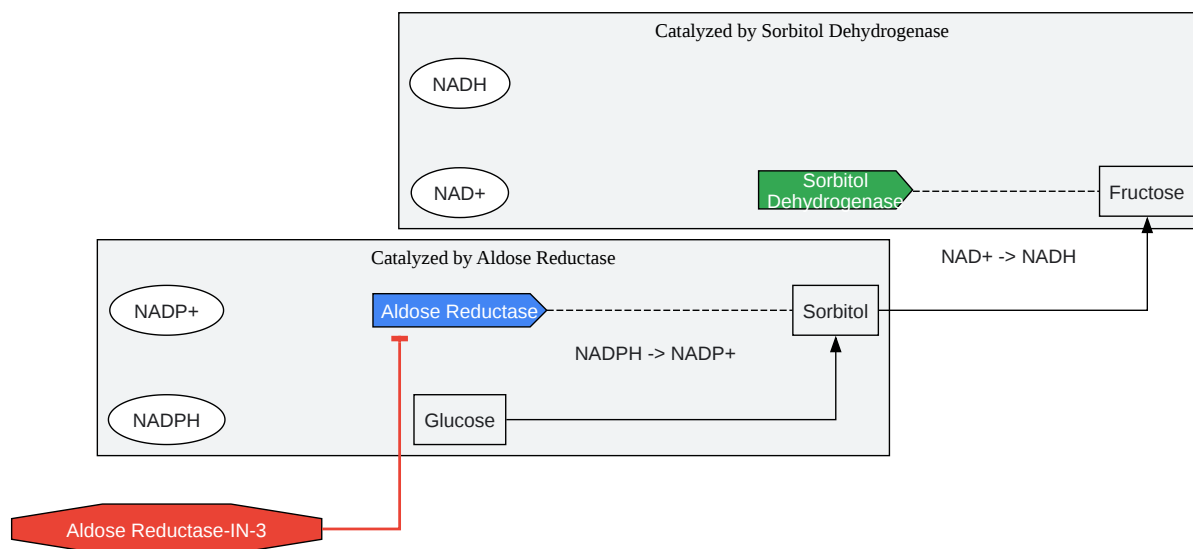 Catalyzed by Sorbitol Dehydrogenase
NADH
NAD+
Sorbitol
Dehydrogenase
Fructose
NAD+ -> NADH
Catalyzed by Aldose Reductase
NADP+
Aldose Reductase
Sorbitol
NADPH -> NADP+
NADPH
Glucose
Aldose Reductase-IN-3